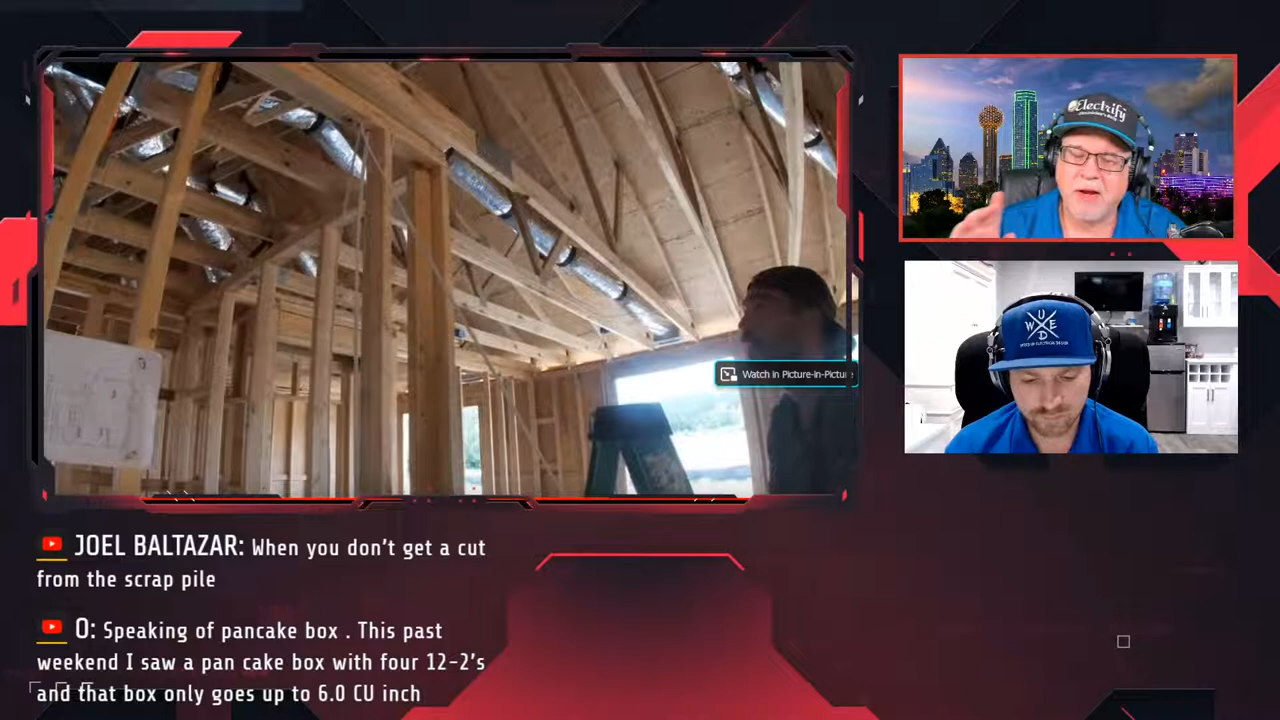 Electrify
U
W E
D
Watch in Picture-in-Picture
JOEL BALTAZAR: When you don't get a cut
from the scrap pile
O: Speaking of pancake box . This past
weekend I saw a pan cake box with four 12-2's
and that box only goes up to 6.0 CU inch